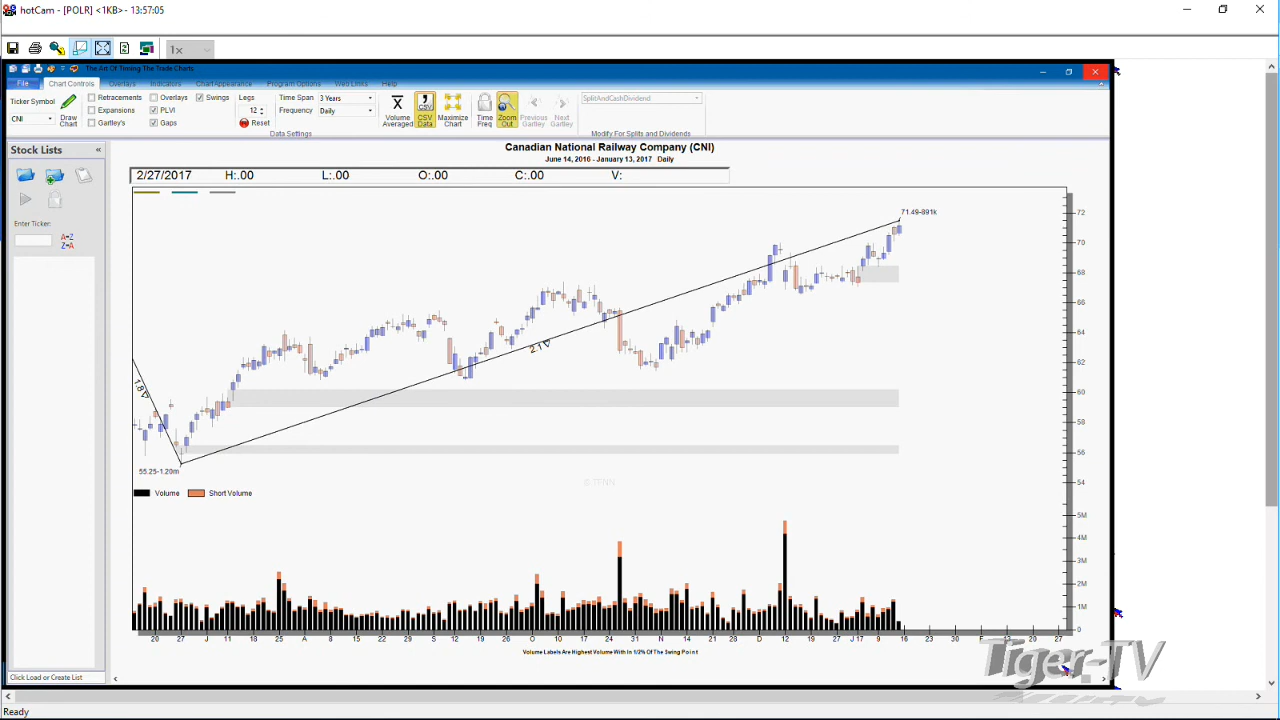 hotCam - [POLR] <1KB> - 13:57:05
1x
The Art Of Timing The Trade Charts
File Chart Controls Overlays Indicators Chart Appearance Program Options Web Links Help
Ticker Symbol
CNI
Draw Chart
Retracements
Expansions
Gartley's
Overlays
PLVI
Gaps
Swings
Legs
12
Reset
Time Span 3 Years
Frequency Daily
Data Settings
Volume Averaged
CSV
CSV Data
Maximize Chart
Time Freq
Zoom Out
Previous Gartley
Next Gartley
SplitAndCashDividend
Modify For Splits and Dividends
Stock Lists «
Enter Ticker:
A=Z
Z=A
Click Load or Create List
Canadian National Railway Company (CNI)
June 14, 2016 - January 13, 2017 Daily
2/27/2017 H:.00 L:.00 O:.00 C:.00 V:
71.49-891k
1.8
2.1
55.25-1.20m
© TFNN
Volume Short Volume
72
70
68
66
64
62
60
58
56
54
5M
4M
3M
2M
1M
0
20 27 J 11 18 25 A 8 15 22 29 S 12 19 26 O 10 17 24 31 N 14 21 28 D 12 19 27 J 17 9 16 23 30 F 13 20 27
Volume Labels Are Highest Volume With In 1/2% Of The Swing Point
Tiger-TV
Ready